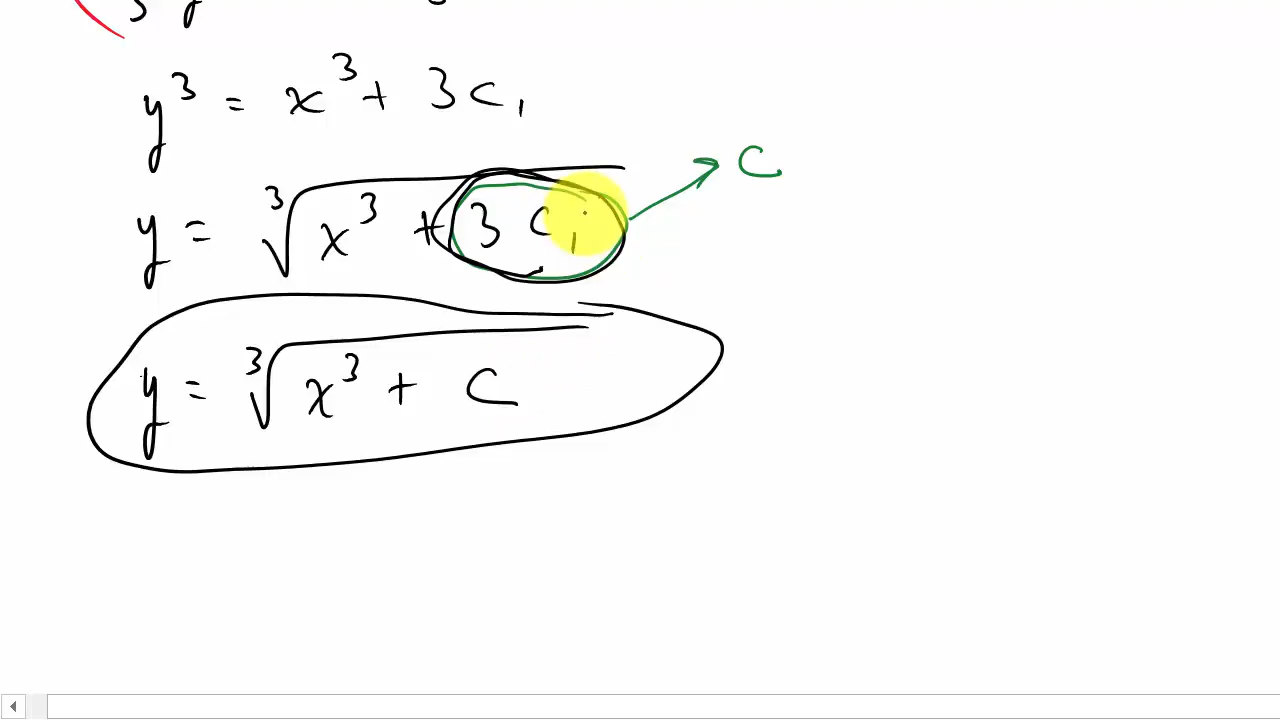 y³ = x³ + 3C₁
C
y = ∛(x³ + 3C₁)
y = ∛(x³ + C)